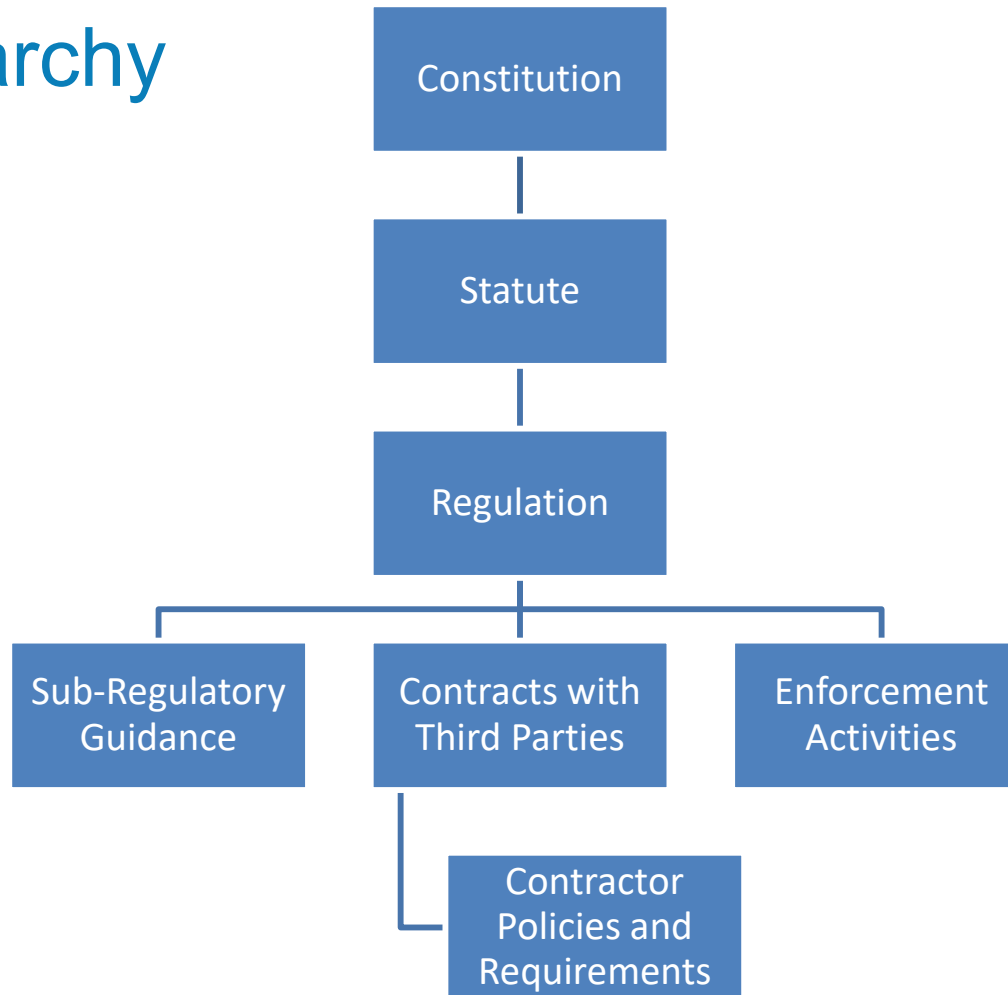 archy
Constitution
Statute
Regulation
Sub-Regulatory
Guidance
Contracts with
Third Parties
Enforcement
Activities
Contractor
Policies and
Requirements